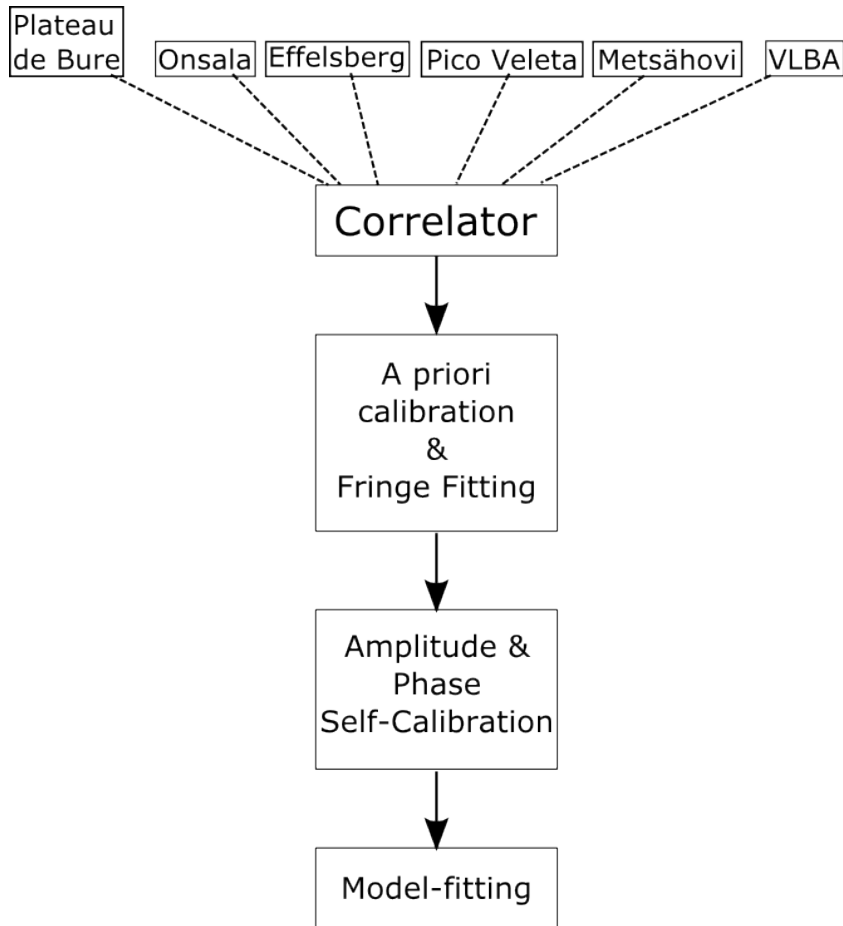 Plateau
de Bure
Onsala
Effelsberg
Pico Veleta
Metsähovi
VLBA
Correlator
A priori
calibration
&
Fringe Fitting
Amplitude &
Phase
Self-Calibration
Model-fitting